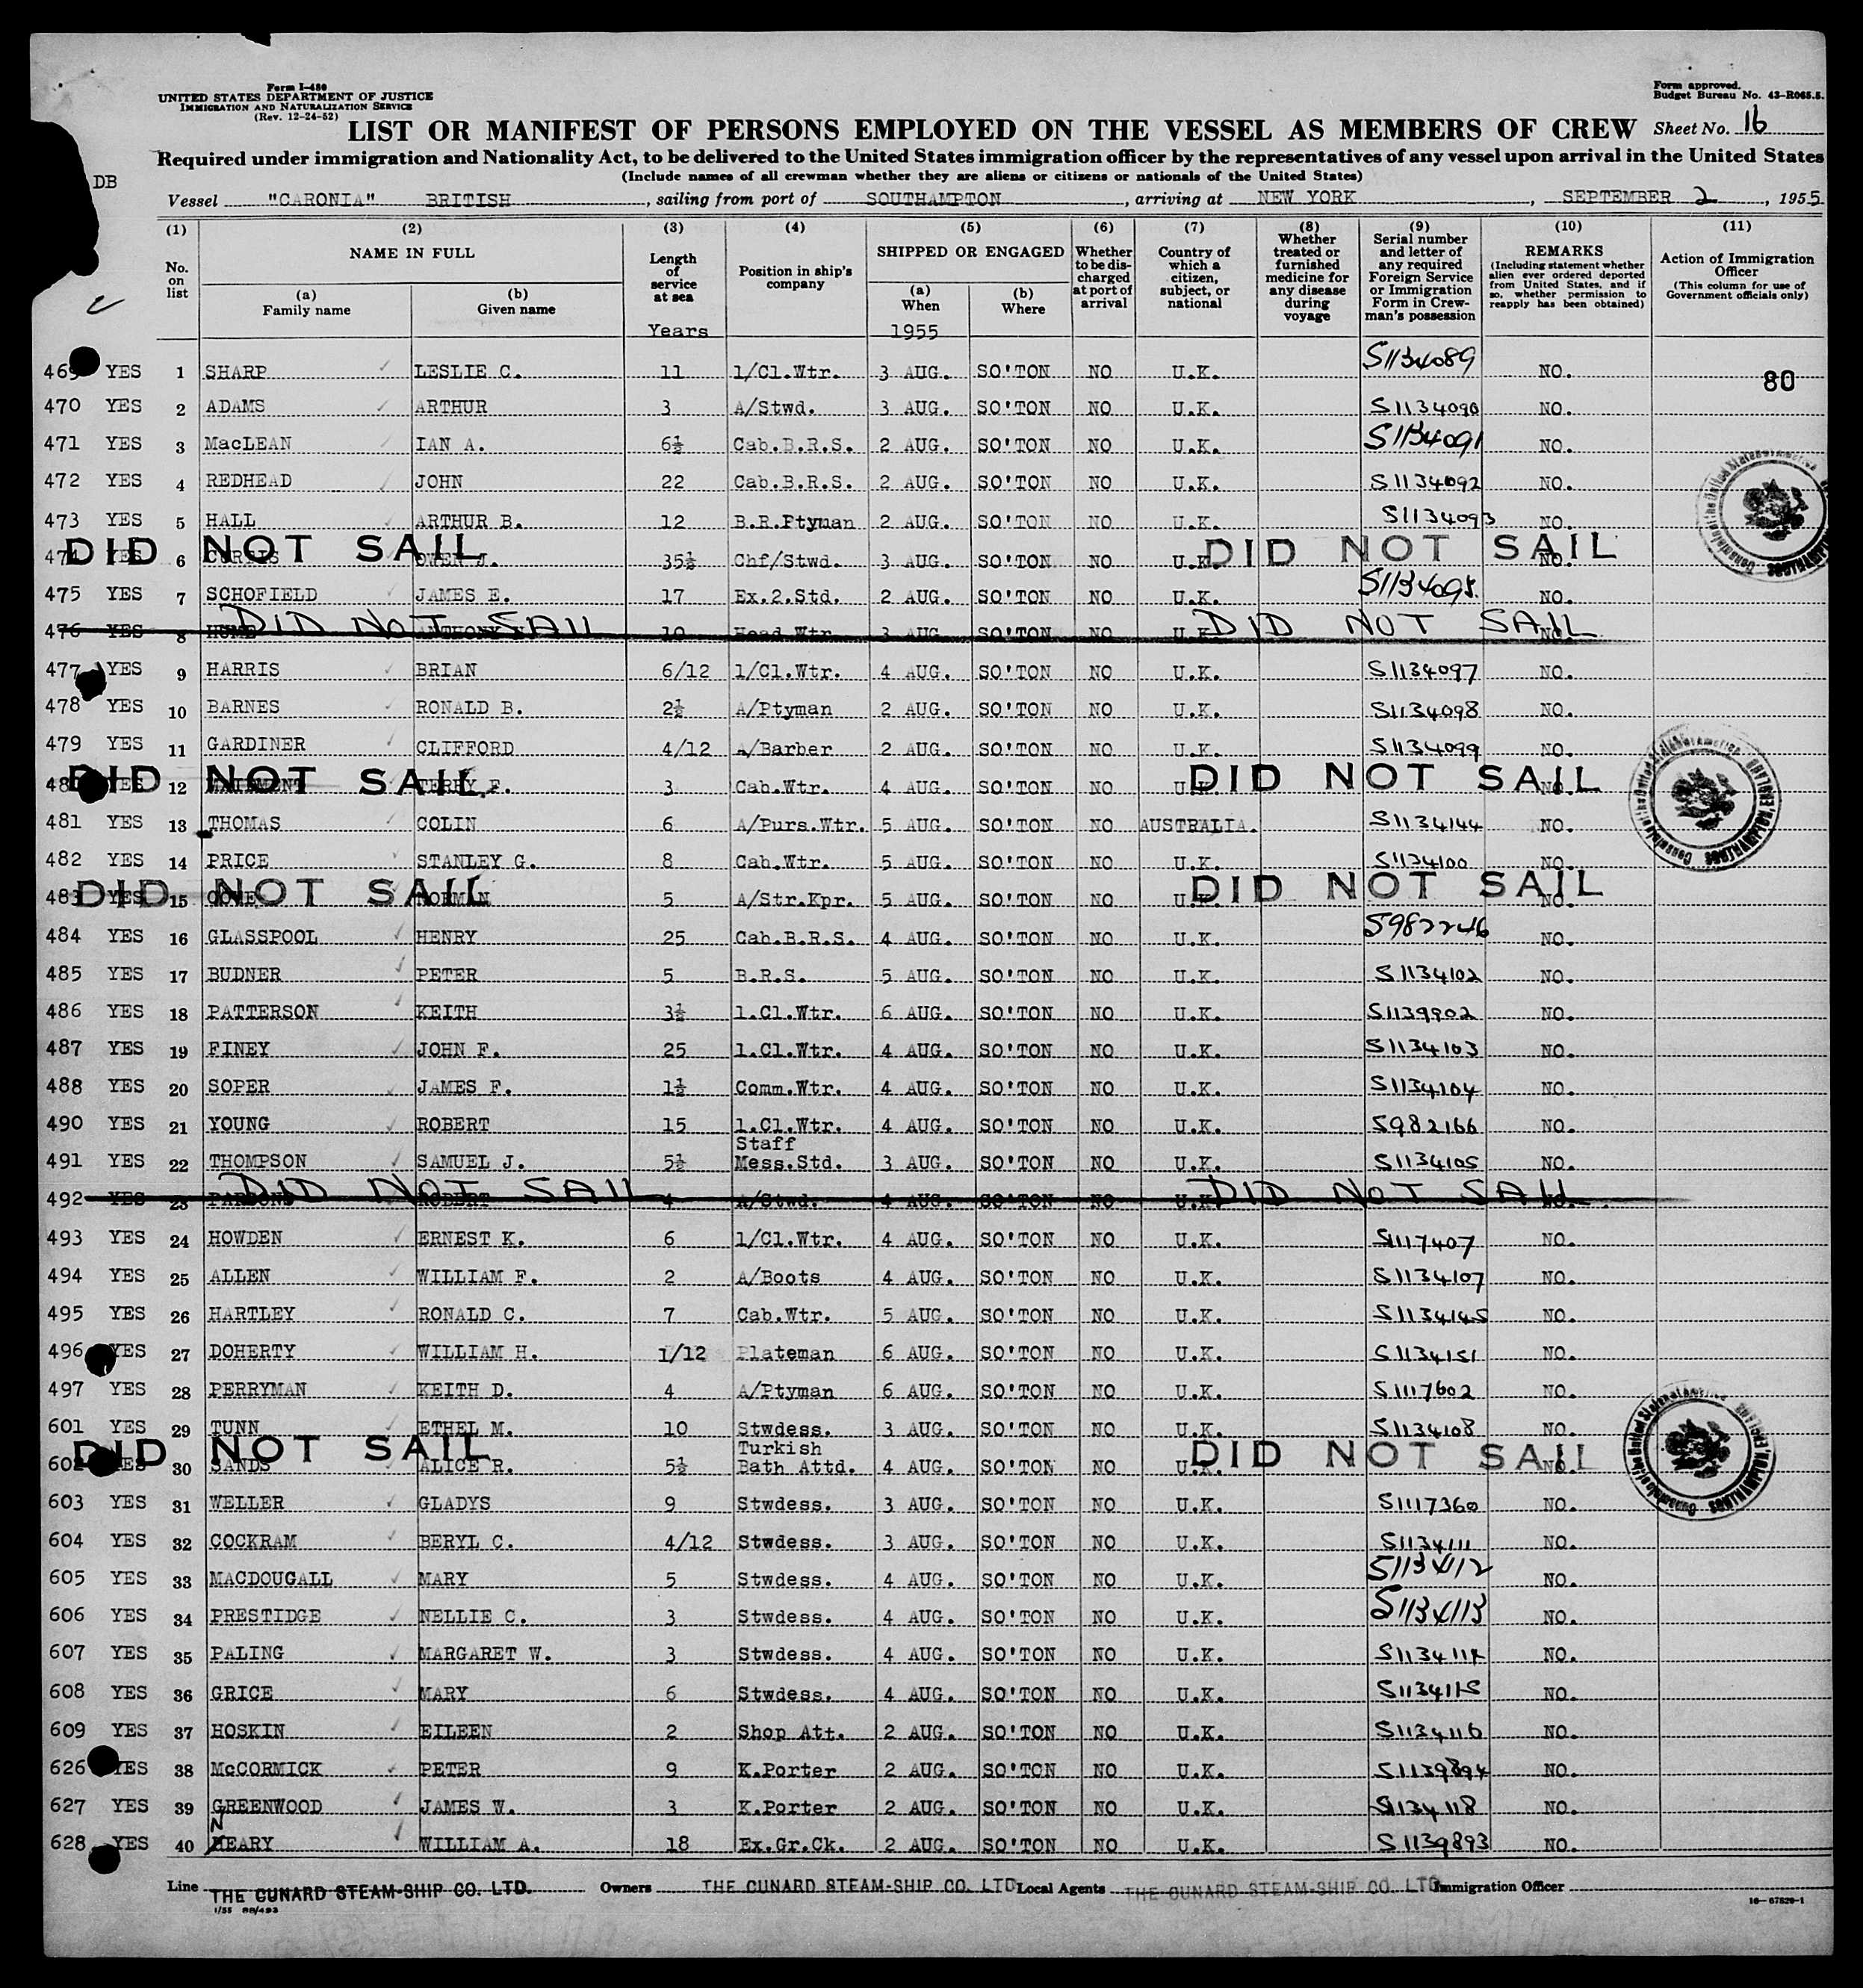 Form I-480
UNITED STATES DEPARTMENT OF JUSTICE
IMMIGRATION AND NATURALIZATION SERVICE
(Rev. 12-24-52)
Form approved.
Budget Bureau No. 43-R065.5.
LIST OR MANIFEST OF PERSONS EMPLOYED ON THE VESSEL AS MEMBERS OF CREW Sheet No. 16
Required under immigration and Nationality Act, to be delivered to the United States immigration officer by the representatives of any vessel upon arrival in the United States
(Include names of all crewman whether they are aliens or citizens or nationals of the United States)
DB
Vessel "CARONIA" BRITISH, sailing from port of SOUTHAMPTON, arriving at NEW YORK, SEPTEMBER 2, 1955
(1) No. on list
(2) NAME IN FULL
(a) Family name
(b) Given name
(3) Length of service at sea
Years
(4) Position in ship's company
(5) SHIPPED OR ENGAGED
(a) When
1955
(b) Where
(6) Whether to be discharged at port of arrival
(7) Country of which a citizen, subject, or national
(8) Whether treated or furnished medicine for any disease during voyage
(9) Serial number and letter of any required Foreign Service or Immigration Form in Crewman's possession
(10) REMARKS (Including statement whether alien ever ordered deported from United States, and if so, whether permission to reapply has been obtained)
(11) Action of Immigration Officer (This column for use of Government officials only)
469 YES 1 SHARP LESLIE C. 11 1/Cl.Wtr. 3 AUG. SO'TON NO U.K. S1134089 NO.
80
470 YES 2 ADAMS ARTHUR 3 A/Stwd. 3 AUG. SO'TON NO U.K. S1134090 NO.
471 YES 3 MacLEAN IAN A. 6½ Cab.B.R.S. 2 AUG. SO'TON NO U.K. S1134091 NO.
472 YES 4 REDHEAD JOHN 22 Cab.B.R.S. 2 AUG. SO'TON NO U.K. S1134092 NO.
473 YES 5 HALL ARTHUR B. 12 B.R.Ptyman 2 AUG. SO'TON NO U.K. S1134093 NO.
DID NOT SAIL DID NOT SAIL
474 YES 6 OWEN J. 35½ Chf/Stwd. 3 AUG. SO'TON NO U.K. NO.
475 YES 7 SCHOFIELD JAMES E. 17 Ex.2.Std. 2 AUG. SO'TON NO U.K. S1134095. NO.
DID NOT SAIL DID NOT SAIL
476 YES 8 10 Head Wtr. 3 AUG. SO'TON NO U.K. NO.
477 YES 9 HARRIS BRIAN 6/12 1/Cl.Wtr. 4 AUG. SO'TON NO U.K. S1134097 NO.
478 YES 10 BARNES RONALD B. 2½ A/Ptyman 2 AUG. SO'TON NO U.K. S1134098 NO.
479 YES 11 GARDINER CLIFFORD 4/12 A/Barber 2 AUG. SO'TON NO U.K. S1134099 NO.
DID NOT SAIL DID NOT SAIL
YES 12 TERRY F. 3 Cab.Wtr. 4 AUG. SO'TON NO U.K. NO.
481 YES 13 THOMAS COLIN 6 A/Purs.Wtr. 5 AUG. SO'TON NO AUSTRALIA. S1134144 NO.
482 YES 14 PRICE STANLEY G. 8 Cab.Wtr. 5 AUG. SO'TON NO U.K. S1134100 NO.
DID NOT SAIL DID NOT SAIL
483 YES 15 NORMAN 5 A/Str.Kpr. 5 AUG. SO'TON NO U.K. NO.
484 YES 16 GLASSPOOL HENRY 25 Cab.B.R.S. 4 AUG. SO'TON NO U.K. S982246 NO.
485 YES 17 BUDNER PETER 5 B.R.S. 5 AUG. SO'TON NO U.K. S1134102 NO.
486 YES 18 PATTERSON KEITH 3½ 1.Cl.Wtr. 6 AUG. SO'TON NO U.K. S1139902 NO.
487 YES 19 FINEY JOHN F. 25 1.Cl.Wtr. 4 AUG. SO'TON NO U.K. S1134103 NO.
488 YES 20 SOPER JAMES F. 1½ Comm.Wtr. 4 AUG. SO'TON NO U.K. S1134104 NO.
490 YES 21 YOUNG ROBERT 15 1.Cl.Wtr. 4 AUG. SO'TON NO U.K. S982166 NO.
491 YES 22 THOMPSON SAMUEL J. 5½ Staff Mess.Std. 3 AUG. SO'TON NO U.K. S1134105 NO.
DID NOT SAIL DID NOT SAIL
492 YES 23 PARSONS ROBERT 4 A/Stwd. 4 AUG. SO'TON NO U.K. NO.
493 YES 24 HOWDEN ERNEST K. 6 1/Cl.Wtr. 4 AUG. SO'TON NO U.K. S1117407 NO.
494 YES 25 ALLEN WILLIAM F. 2 A/Boots 4 AUG. SO'TON NO U.K. S1134107 NO.
495 YES 26 HARTLEY RONALD C. 7 Cab.Wtr. 5 AUG. SO'TON NO U.K. S1134145 NO.
496 YES 27 DOHERTY WILLIAM H. 1/12 Plateman 6 AUG. SO'TON NO U.K. S1134151 NO.
497 YES 28 PERRYMAN KEITH D. 4 A/Ptyman 6 AUG. SO'TON NO U.K. S1117602 NO.
601 YES 29 TUNN ETHEL M. 10 Stwdess. 3 AUG. SO'TON NO U.K. S1134108 NO.
DID NOT SAIL DID NOT SAIL
602 YES 30 SANDS ALICE R. 5½ Turkish Bath Attd. 4 AUG. SO'TON NO U.K. NO.
603 YES 31 WELLER GLADYS 9 Stwdess. 3 AUG. SO'TON NO U.K. S1117360 NO.
604 YES 32 COCKRAM BERYL C. 4/12 Stwdess. 3 AUG. SO'TON NO U.K. S1134111 NO.
605 YES 33 MACDOUGALL MARY 5 Stwdess. 4 AUG. SO'TON NO U.K. S1134112 NO.
606 YES 34 PRESTIDGE NELLIE C. 3 Stwdess. 4 AUG. SO'TON NO U.K. S1134113 NO.
607 YES 35 PALING MARGARET W. 3 Stwdess. 4 AUG. SO'TON NO U.K. S1134114 NO.
608 YES 36 GRICE MARY 6 Stwdess. 4 AUG. SO'TON NO U.K. S1134115 NO.
609 YES 37 HOSKIN EILEEN 2 Shop Att. 2 AUG. SO'TON NO U.K. S1134116 NO.
626 YES 38 McCORMICK PETER 9 K.Porter 2 AUG. SO'TON NO U.K. S1139894 NO.
627 YES 39 GREENWOOD JAMES W. 3 K.Porter 2 AUG. SO'TON NO U.K. S1134118 NO.
628 YES 40 NEARY WILLIAM A. 18 Ex.Gr.Ck. 2 AUG. SO'TON NO U.K. S1139893 NO.
Line THE CUNARD STEAM-SHIP CO. LTD. Owners THE CUNARD STEAM-SHIP CO. LTD. Local Agents THE CUNARD STEAM-SHIP CO. LTD. Immigration Officer
1/55 88/493
16-67520-1